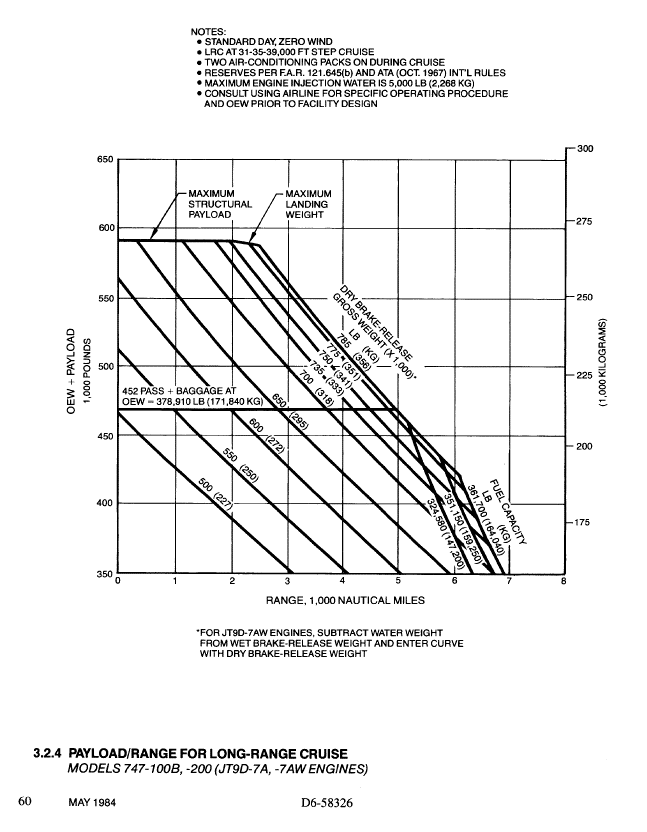 NOTES:
• STANDARD DAY, ZERO WIND
• LRC AT 31-35-39,000 FT STEP CRUISE
• TWO AIR-CONDITIONING PACKS ON DURING CRUISE
• RESERVES PER F.A.R. 121.645(b) AND ATA (OCT. 1967) INT'L RULES
• MAXIMUM ENGINE INJECTION WATER IS 5,000 LB (2,268 KG)
• CONSULT USING AIRLINE FOR SPECIFIC OPERATING PROCEDURE
AND OEW PRIOR TO FACILITY DESIGN
300
650
MAXIMUM
STRUCTURAL
PAYLOAD
MAXIMUM
LANDING
WEIGHT
275
600
DRY BRAKE-RELEASE
GROSS WEIGHT (X 1,000)*
LB (KG)
250
550
785 (356)
775 (351)
750 (341)
735 (333)
700 (318)
OEW + PAYLOAD
1,000 POUNDS
(1,000 KILOGRAMS)
500
225
452 PASS + BAGGAGE AT
OEW = 378,910 LB (171,840 KG)
650 (295)
600 (272)
550 (250)
500 (227)
450
200
FUEL CAPACITY
LB (KG)
361,700 (164,040)
351,150 (159,250)
324,580 (147,200)
400
175
350
0 1 2 3 4 5 6 7 8
RANGE, 1,000 NAUTICAL MILES
*FOR JT9D-7AW ENGINES, SUBTRACT WATER WEIGHT
FROM WET BRAKE-RELEASE WEIGHT AND ENTER CURVE
WITH DRY BRAKE-RELEASE WEIGHT
3.2.4 PAYLOAD/RANGE FOR LONG-RANGE CRUISE
MODELS 747-100B, -200 (JT9D-7A, -7AW ENGINES)
60 MAY 1984 D6-58326